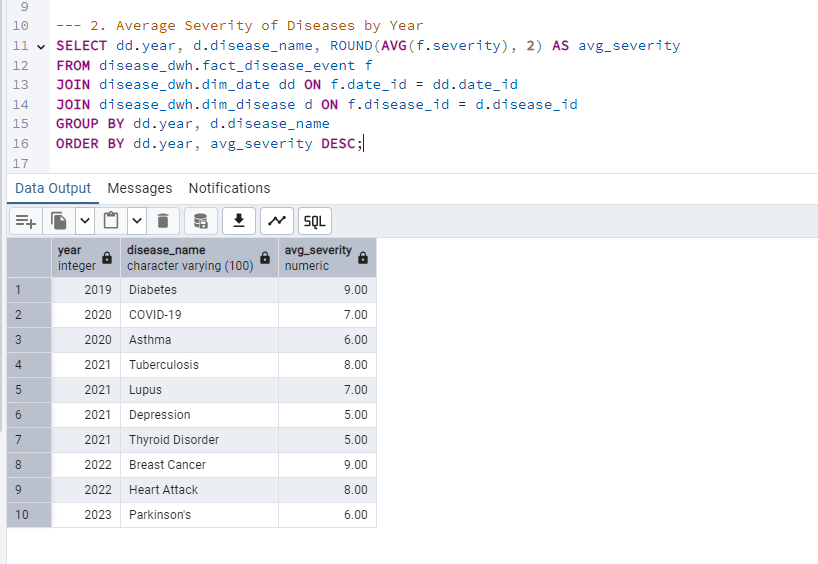 9
10 --- 2. Average Severity of Diseases by Year
11 SELECT dd.year, d.disease_name, ROUND(AVG(f.severity), 2) AS avg_severity
12 FROM disease_dwh.fact_disease_event f
13 JOIN disease_dwh.dim_date dd ON f.date_id = dd.date_id
14 JOIN disease_dwh.dim_disease d ON f.disease_id = d.disease_id
15 GROUP BY dd.year, d.disease_name
16 ORDER BY dd.year, avg_severity DESC;
17
Data Output Messages Notifications
SQL
year disease_name avg_severity
integer character varying (100) numeric
1 2019 Diabetes 9.00
2 2020 COVID-19 7.00
3 2020 Asthma 6.00
4 2021 Tuberculosis 8.00
5 2021 Lupus 7.00
6 2021 Depression 5.00
7 2021 Thyroid Disorder 5.00
8 2022 Breast Cancer 9.00
9 2022 Heart Attack 8.00
10 2023 Parkinson's 6.00